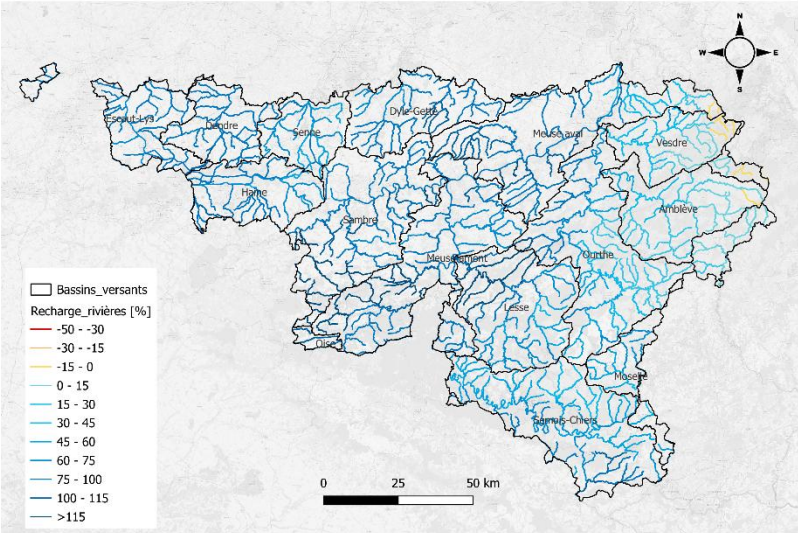 N
W
E
S
Escaut-Lys
Dendre
Senne
Dyle-Gette
Meuse aval
Vesdre
Haine
Sambre
Amblève
Meuse amont
Ourthe
Lesse
Oise
Moselle
Semois-Chiers
Bassins_versants
Recharge_rivières [%]
-50 - -30
-30 - -15
-15 - 0
0 - 15
15 - 30
30 - 45
45 - 60
60 - 75
75 - 100
100 - 115
>115
0
25
50 km